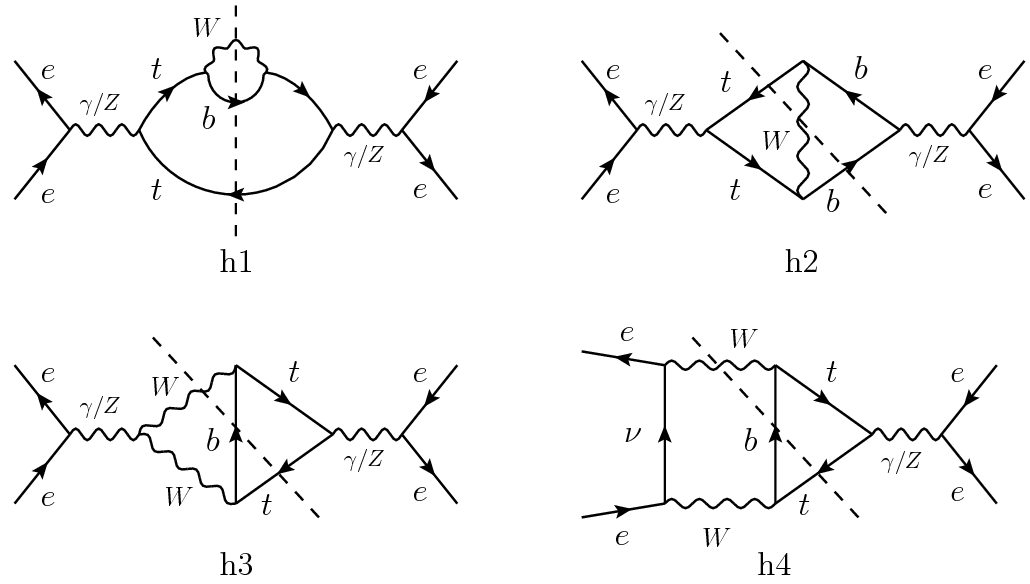 W
e t e
γ/Z
b
γ/Z
e t e
h1
t b
e e
γ/Z
W
γ/Z
e t b e
h2
W t
e e
γ/Z
b
γ/Z
e W t e
h3
e W
t e
ν b
γ/Z
t
e W e
h4